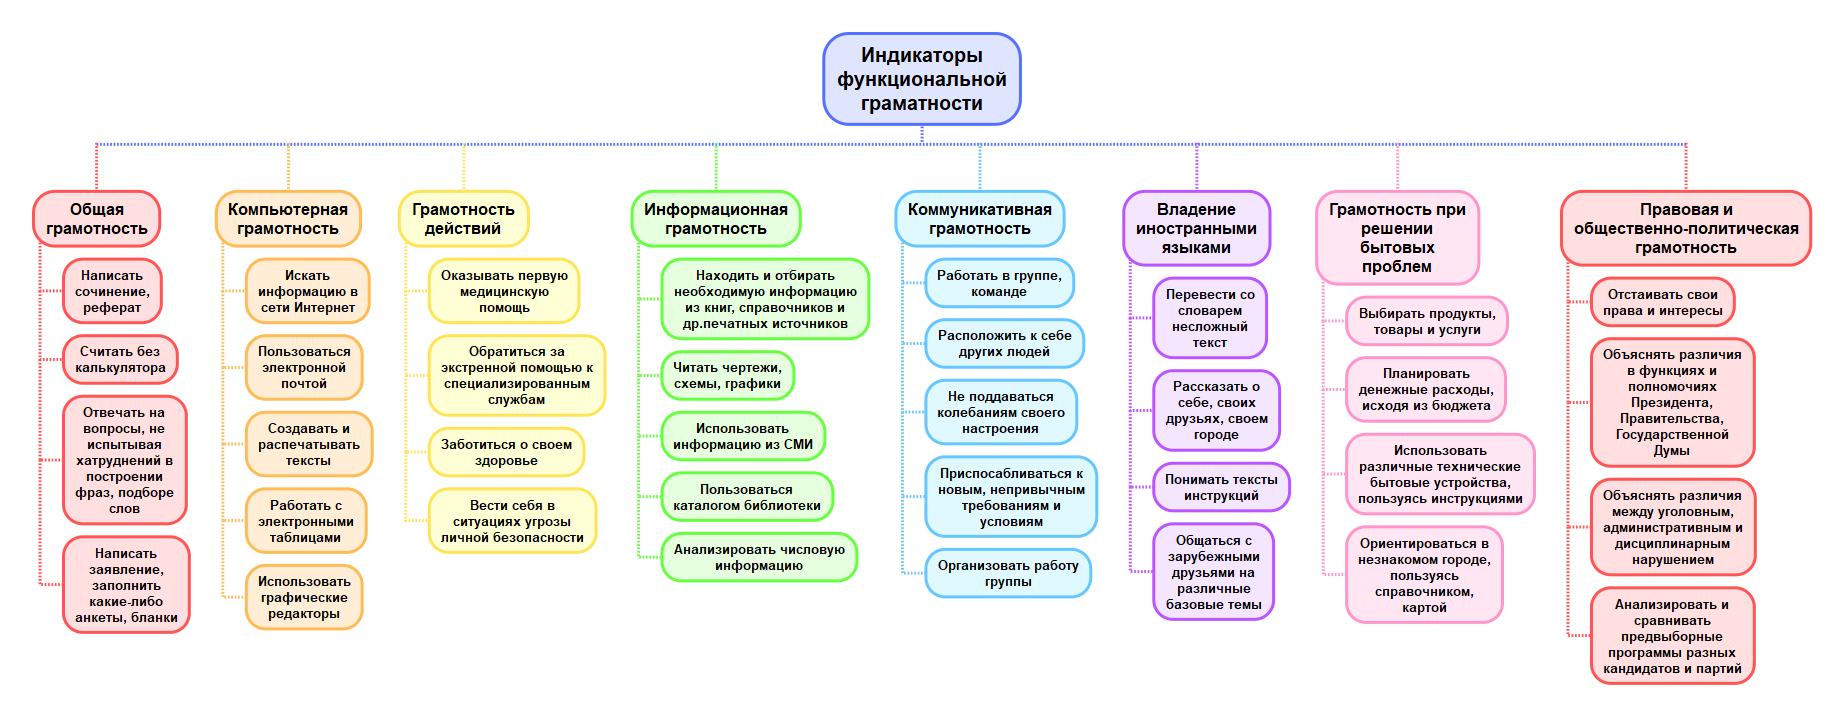 Индикаторы
функциональной
граматности
Общая
грамотность
Написать
сочинение,
реферат
Считать без
калькулятора
Отвечать на
вопросы, не
испытывая
хатруднений в
построении
фраз, подборе
слов
Написать
заявление,
заполнить
какие-либо
анкеты, бланки
Компьютерная
грамотность
Искать
информацию в
сети Интернет
Пользоваться
электронной
почтой
Создавать и
распечатывать
тексты
Работать с
электронными
таблицами
Использовать
графические
редакторы
Грамотность
действий
Оказывать первую
медицинскую
помощь
Обратиться за
экстренной помощью к
специализированным
службам
Заботиться о своем
здоровье
Вести себя в
ситуациях угрозы
личной безопасности
Информационная
грамотность
Находить и отбирать
необходимую информацию
из книг, справочников и
др.печатных источников
Читать чертежи,
схемы, графики
Использовать
информацию из СМИ
Пользоваться
каталогом библиотеки
Анализировать числовую
информацию
Коммуникативная
грамотность
Работать в группе,
команде
Расположить к себе
других людей
Не поддаваться
колебаниям своего
настроения
Приспосабливаться к
новым, непривычным
требованиям и
условиям
Организовать работу
группы
Владение
иностранными
языками
Перевести со
словарем
несложный
текст
Рассказать о
себе, своих
друзьях, своем
городе
Понимать тексты
инструкций
Общаться с
зарубежными
друзьями на
различные
базовые темы
Грамотность при
решении
бытовых
проблем
Выбирать продукты,
товары и услуги
Планировать
денежные расходы,
исходя из бюджета
Использовать
различные технические
бытовые устройства,
пользуясь инструкциями
Ориентироваться в
незнакомом городе,
пользуясь
справочником,
картой
Правовая и
общественно-политическая
грамотность
Отстаивать свои
права и интересы
Объяснять различия
в функциях и
полномочиях
Президента,
Правительства,
Государственной
Думы
Объяснять различия
между уголовным,
административным и
дисциплинарным
нарушением
Анализировать и
сравнивать
предвыборные
программы разных
кандидатов и партий